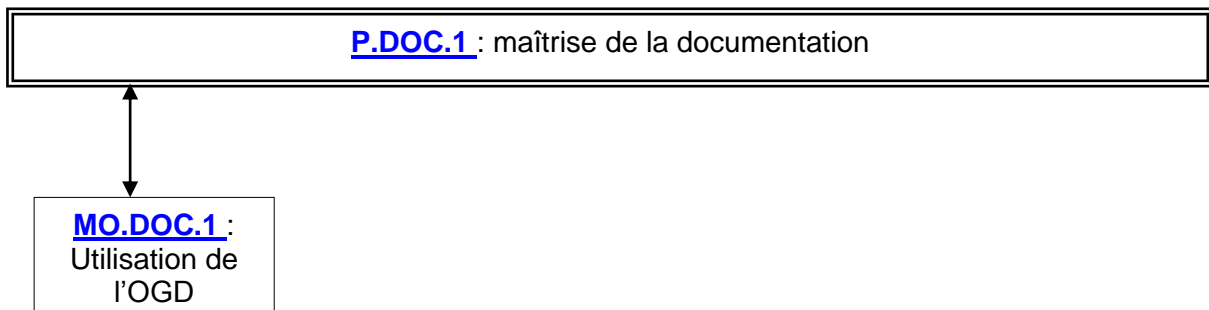 P.DOC.1 : maîtrise de la documentation
MO.DOC.1 :
Utilisation de
l'OGD